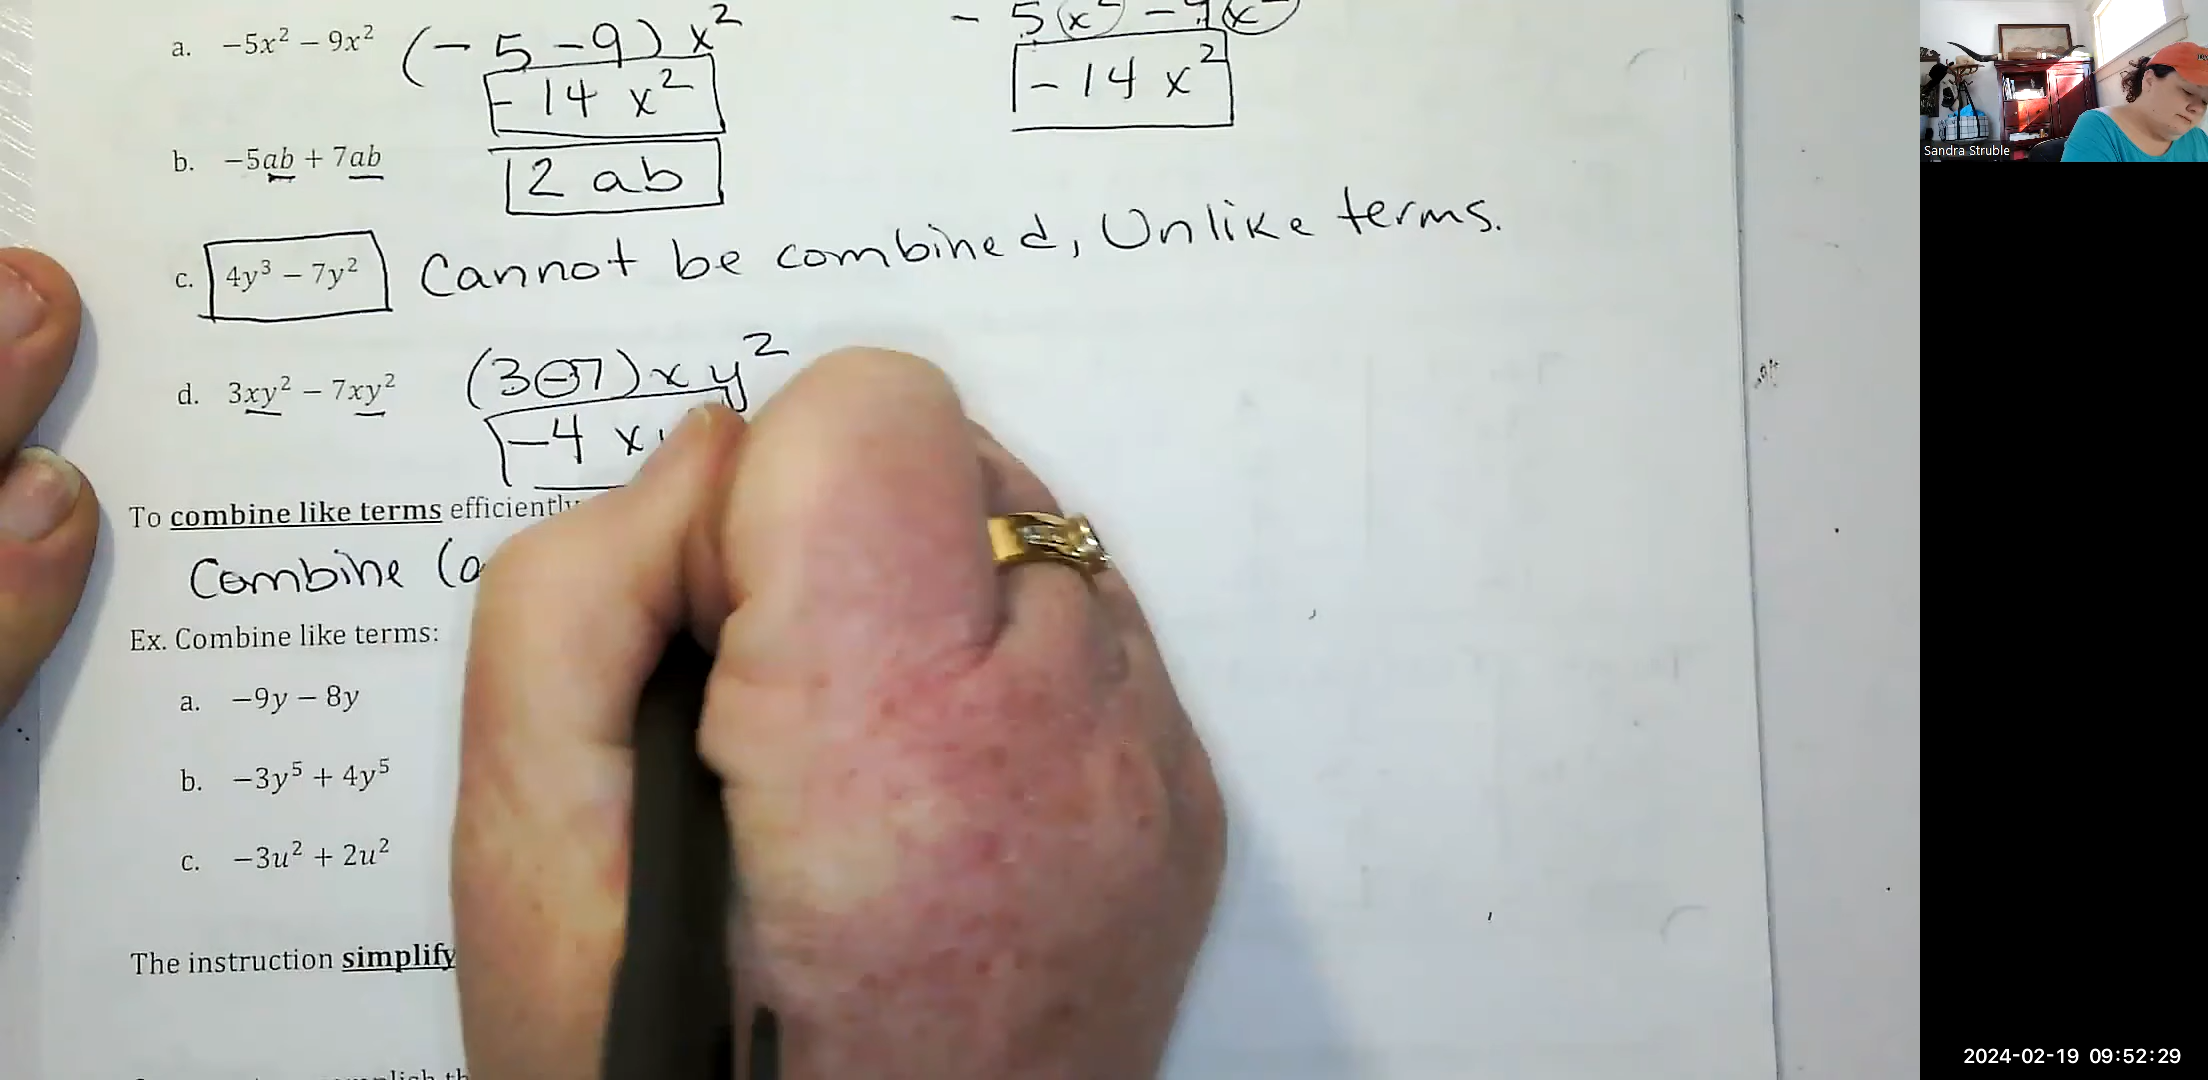 - 5(x²) - 9(x²)
a. −5x² − 9x² (- 5 - 9) x²
- 14 x² - 14 x²
b. −5ab + 7ab 2 ab
c. 4y³ − 7y² Cannot be combined, Unlike terms.
d. 3xy² − 7xy² (3-7) x y²
-4 x
To combine like terms efficiently
Combine
Ex. Combine like terms:
a. −9y − 8y
b. −3y⁵ + 4y⁵
c. −3u² + 2u²
The instruction simplify
Sandra Struble
2024-02-19 09:52:29